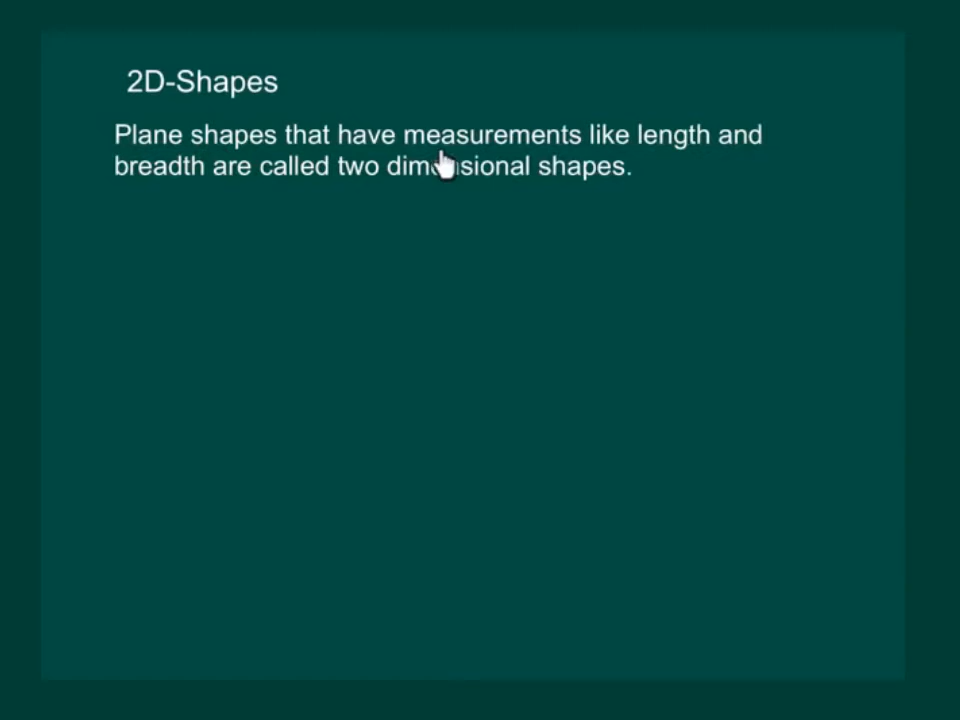 2D-Shapes
Plane shapes that have measurements like length and
breadth are called two dimensional shapes.